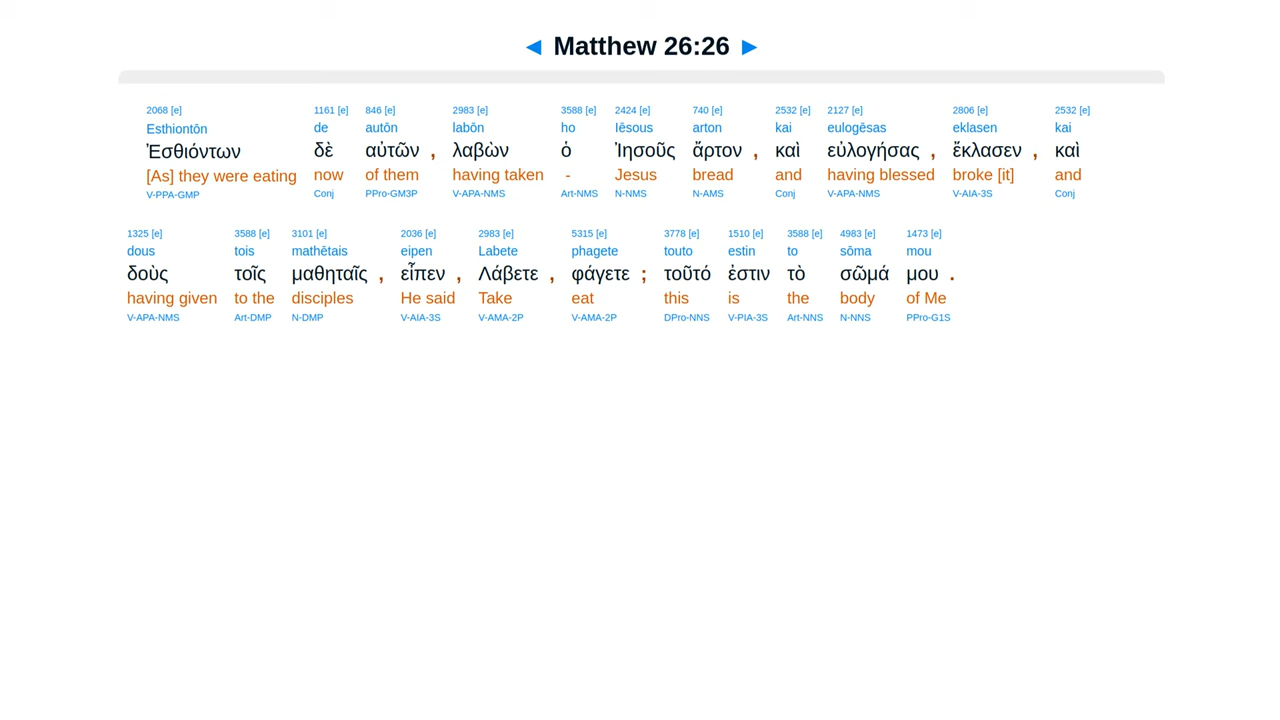 ◄ Matthew 26:26 ►
2068 [e] 1161 [e] 846 [e] 2983 [e] 3588 [e] 2424 [e] 740 [e] 2532 [e] 2127 [e] 2806 [e] 2532 [e]
Esthiontōn de autōn labōn ho Iēsous arton kai eulogēsas eklasen kai
Ἐσθιόντων δὲ αὐτῶν , λαβὼν ὁ Ἰησοῦς ἄρτον , καὶ εὐλογήσας , ἔκλασεν , καὶ
[As] they were eating now of them having taken - Jesus bread and having blessed broke [it] and
V-PPA-GMP Conj PPro-GM3P V-APA-NMS Art-NMS N-NMS N-AMS Conj V-APA-NMS V-AIA-3S Conj
1325 [e] 3588 [e] 3101 [e] 2036 [e] 2983 [e] 5315 [e] 3778 [e] 1510 [e] 3588 [e] 4983 [e] 1473 [e]
dous tois mathētais eipen Labete phagete touto estin to sōma mou
δοὺς τοῖς μαθηταῖς , εἶπεν , Λάβετε , φάγετε ; τοῦτό ἐστιν τὸ σῶμά μου .
having given to the disciples He said Take eat this is the body of Me
V-APA-NMS Art-DMP N-DMP V-AIA-3S V-AMA-2P V-AMA-2P DPro-NNS V-PIA-3S Art-NNS N-NNS PPro-G1S